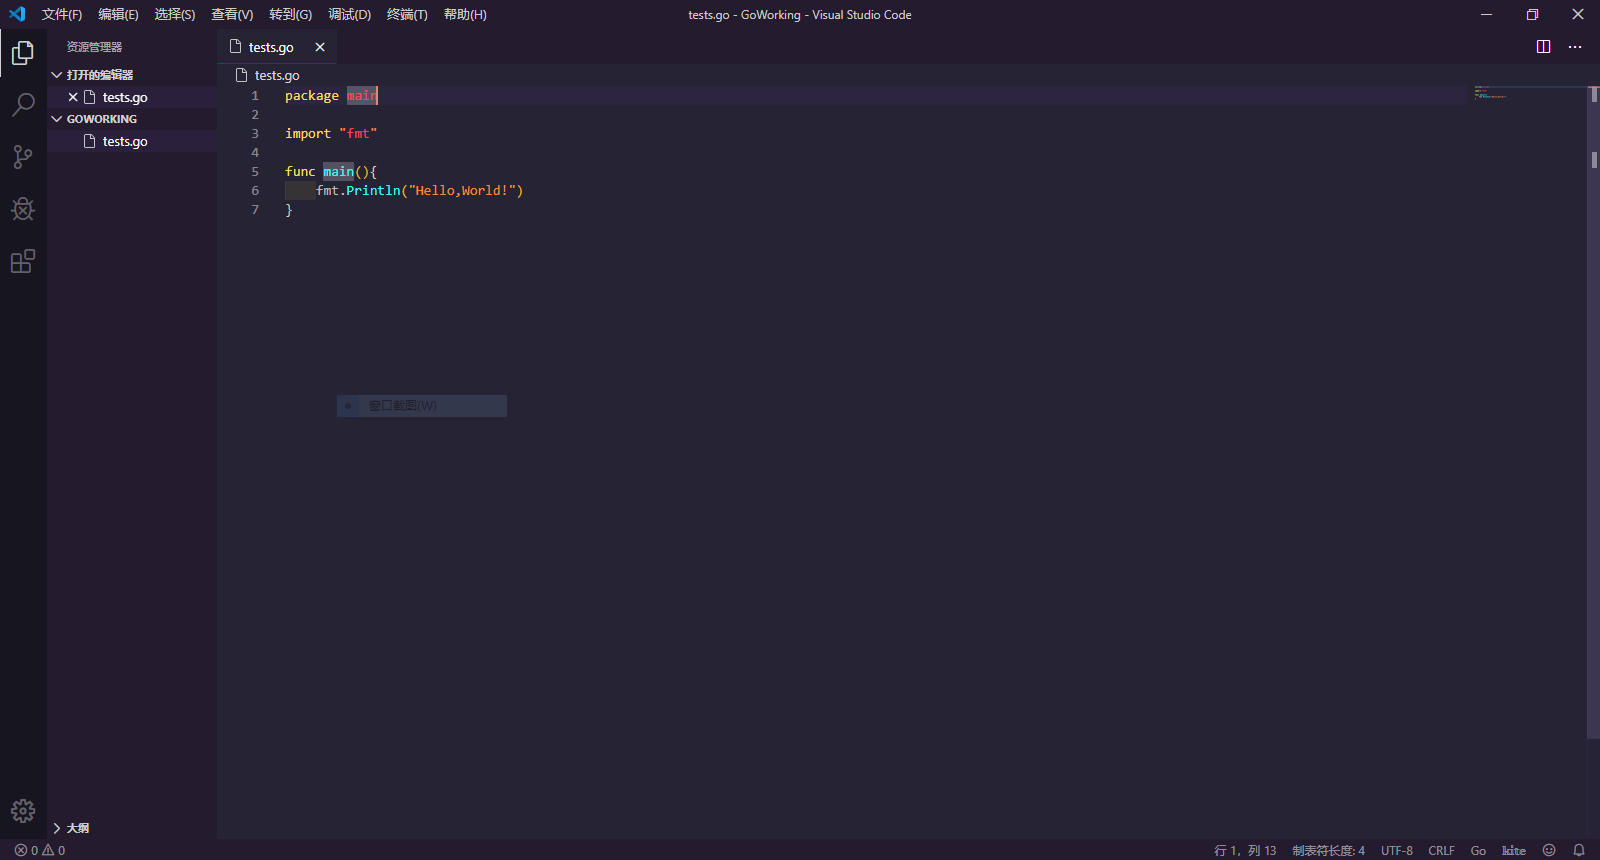 文件(F) 编辑(E) 选择(S) 查看(V) 转到(G) 调试(D) 终端(T) 帮助(H) tests.go - GoWorking - Visual Studio Code
资源管理器
打开的编辑器
tests.go
GOWORKING
tests.go
大纲
tests.go
tests.go
1 package main
2
3 import "fmt"
4
5 func main(){
6 fmt.Println("Hello,World!")
7 }
窗口截图(W)
0 0 行 1，列 13 制表符长度: 4 UTF-8 CRLF Go kite